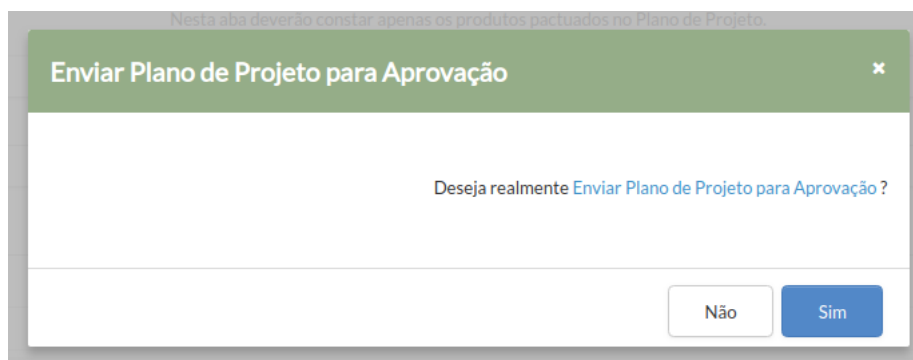 Nesta aba deverão constar apenas os produtos pactuados no Plano de Projeto.
Enviar Plano de Projeto para Aprovação
Deseja realmente Enviar Plano de Projeto para Aprovação ?
Não
Sim